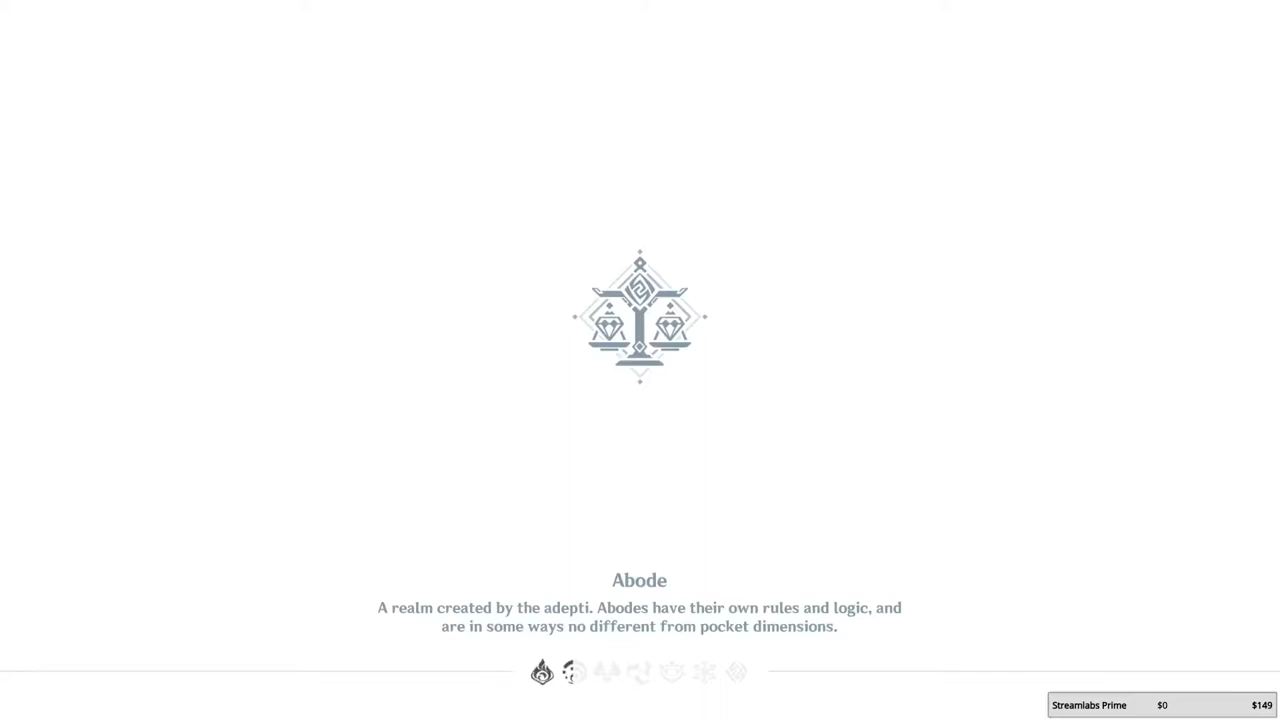 Abode
A realm created by the adepti. Abodes have their own rules and logic, and
are in some ways no different from pocket dimensions.
Streamlabs Prime $0 $149